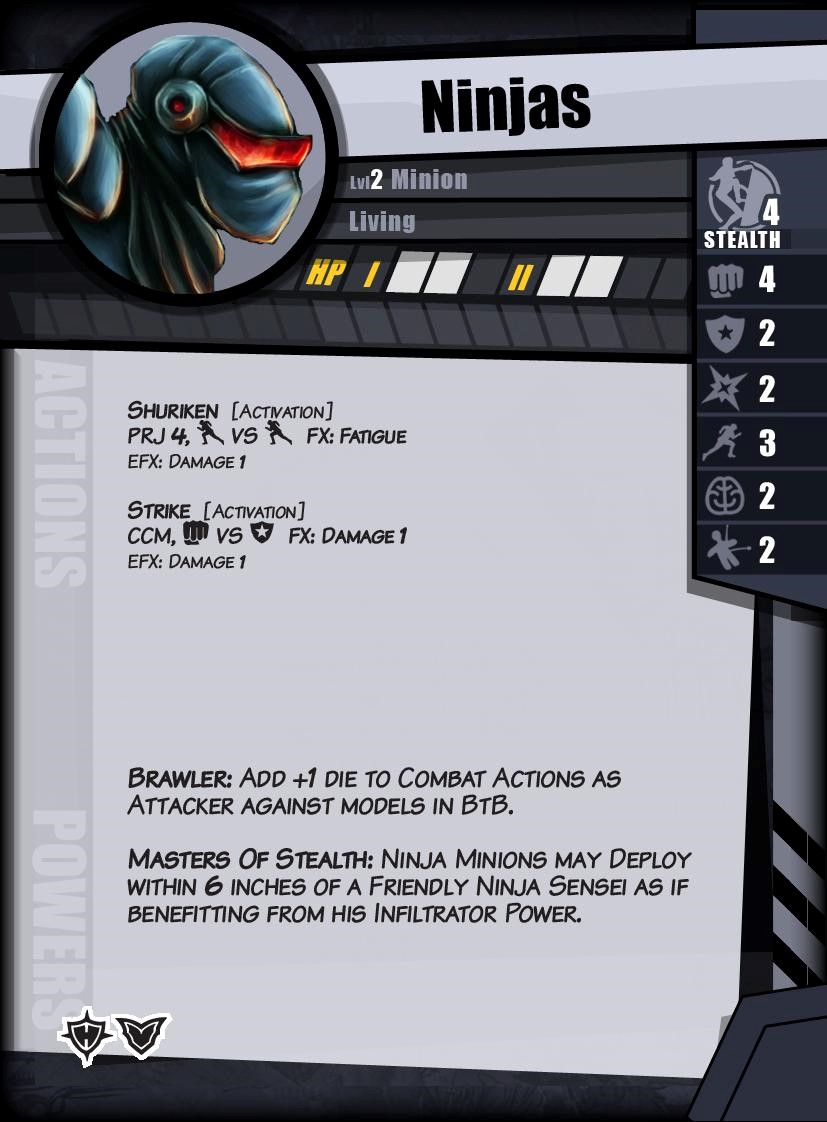 Ninjas
Lvl2 Minion
Living
HP I II
4
STEALTH
4
2
2
3
2
2
ACTIONS
SHURIKEN [ACTIVATION]
PRJ 4, VS FX: FATIGUE
EFX: DAMAGE 1
STRIKE [ACTIVATION]
CCM, VS FX: DAMAGE 1
EFX: DAMAGE 1
POWERS
BRAWLER: ADD +1 DIE TO COMBAT ACTIONS AS
ATTACKER AGAINST MODELS IN BTB.
MASTERS OF STEALTH: NINJA MINIONS MAY DEPLOY
WITHIN 6 INCHES OF A FRIENDLY NINJA SENSEI AS IF
BENEFITTING FROM HIS INFILTRATOR POWER.
H